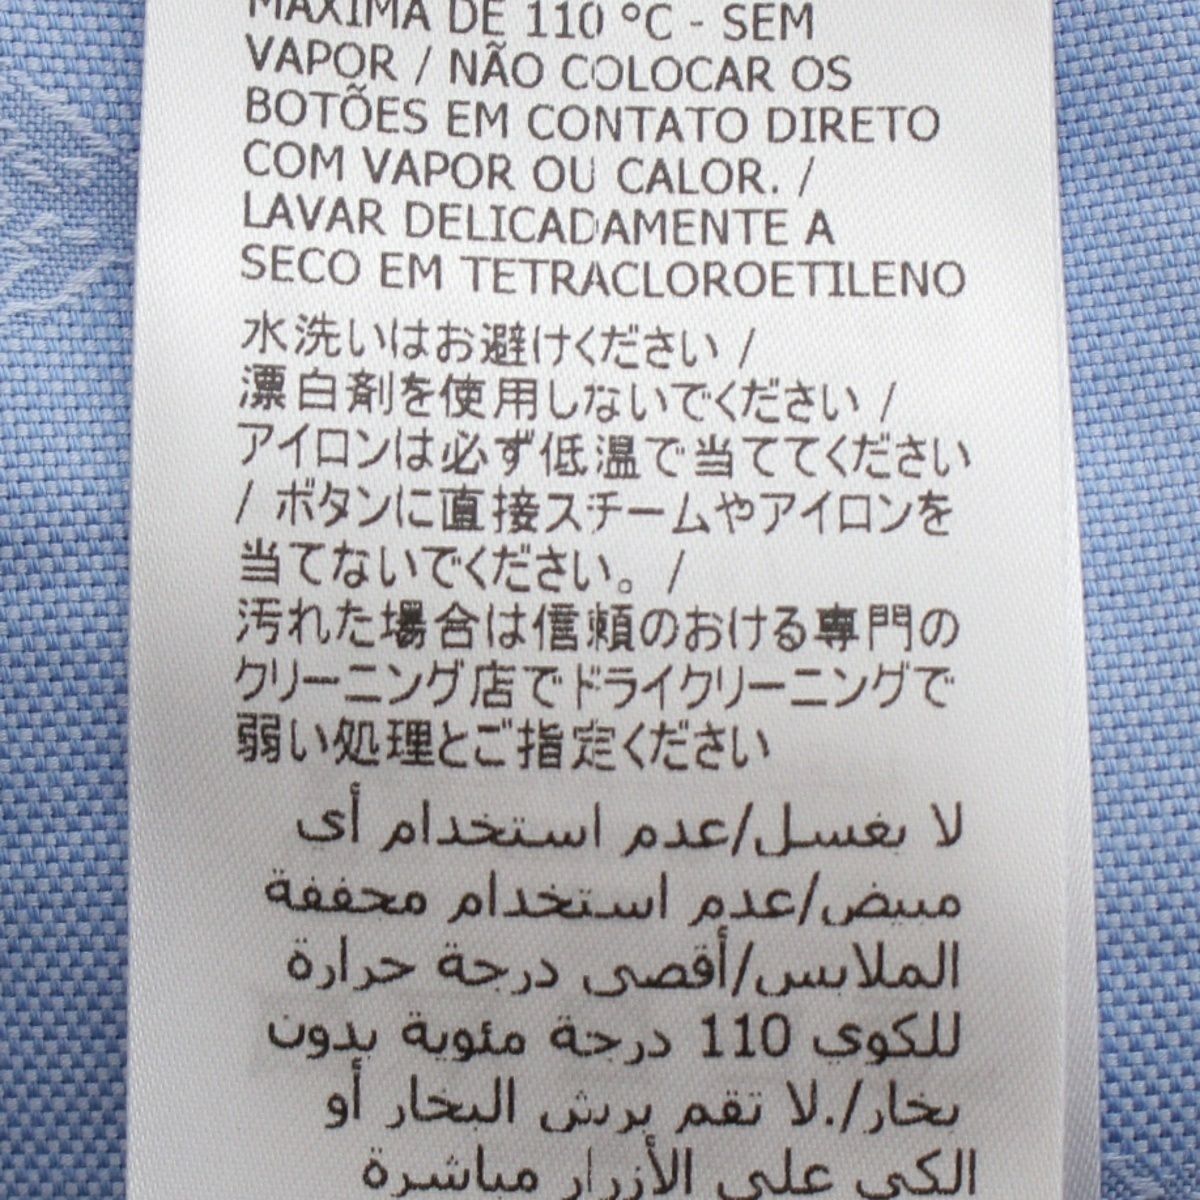 MÁXIMA DE 110 °C - SEM
VAPOR / NÃO COLOCAR OS
BOTÕES EM CONTATO DIRETO
COM VAPOR OU CALOR. /
LAVAR DELICADAMENTE A
SECO EM TETRACLOROETILENO
水洗いはお避けください /
漂白剤を使用しないでください /
アイロンは必ず低温で当ててください
/ ボタンに直接スチームやアイロンを
当てないでください。 /
汚れた場合は信頼のおける専門の
クリーニング店でドライクリーニングで
弱い処理とご指定ください
لا يغسل/عدم استخدام أى
مبيض/عدم استخدام مجففة
الملابس/أقصى درجة حرارة
للكوي 110 درجة مئوية بدون
بخار/.لا تقم برش البخار أو
الكي على الأزرار مباشرة